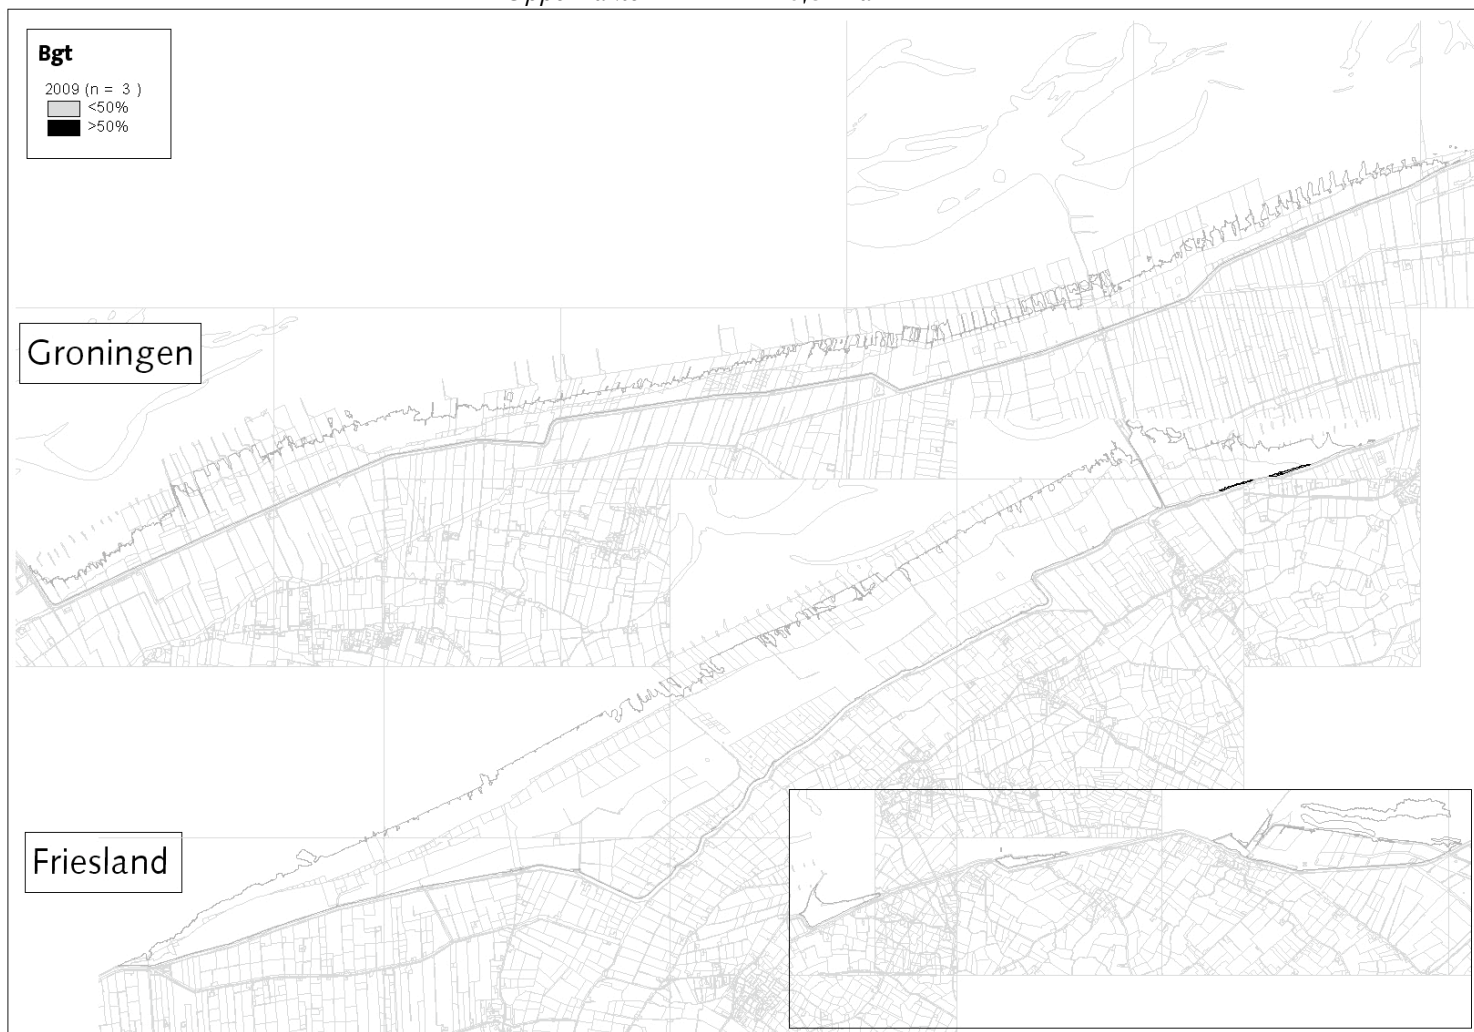 Bgt
2009 (n = 3 )
<50%
>50%
Groningen
Friesland